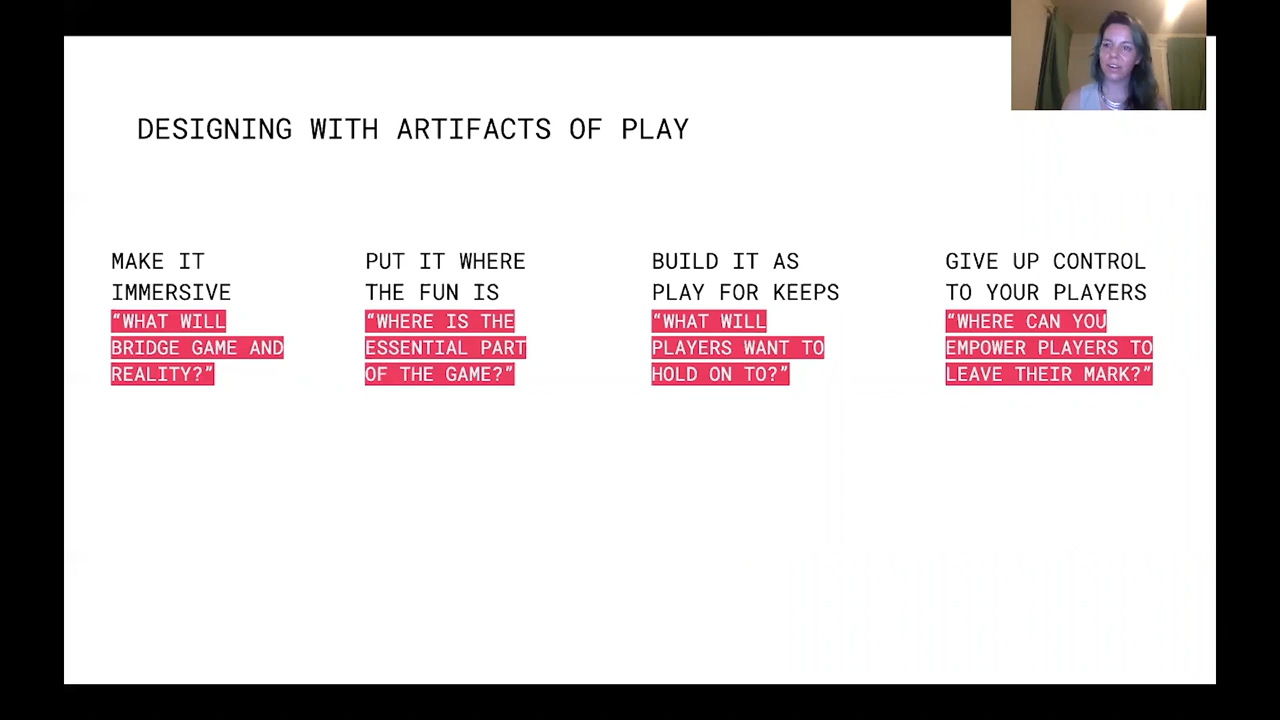 DESIGNING WITH ARTIFACTS OF PLAY
MAKE IT
IMMERSIVE
“WHAT WILL
BRIDGE GAME AND
REALITY?”
PUT IT WHERE
THE FUN IS
“WHERE IS THE
ESSENTIAL PART
OF THE GAME?”
BUILD IT AS
PLAY FOR KEEPS
“WHAT WILL
PLAYERS WANT TO
HOLD ON TO?”
GIVE UP CONTROL
TO YOUR PLAYERS
“WHERE CAN YOU
EMPOWER PLAYERS TO
LEAVE THEIR MARK?”